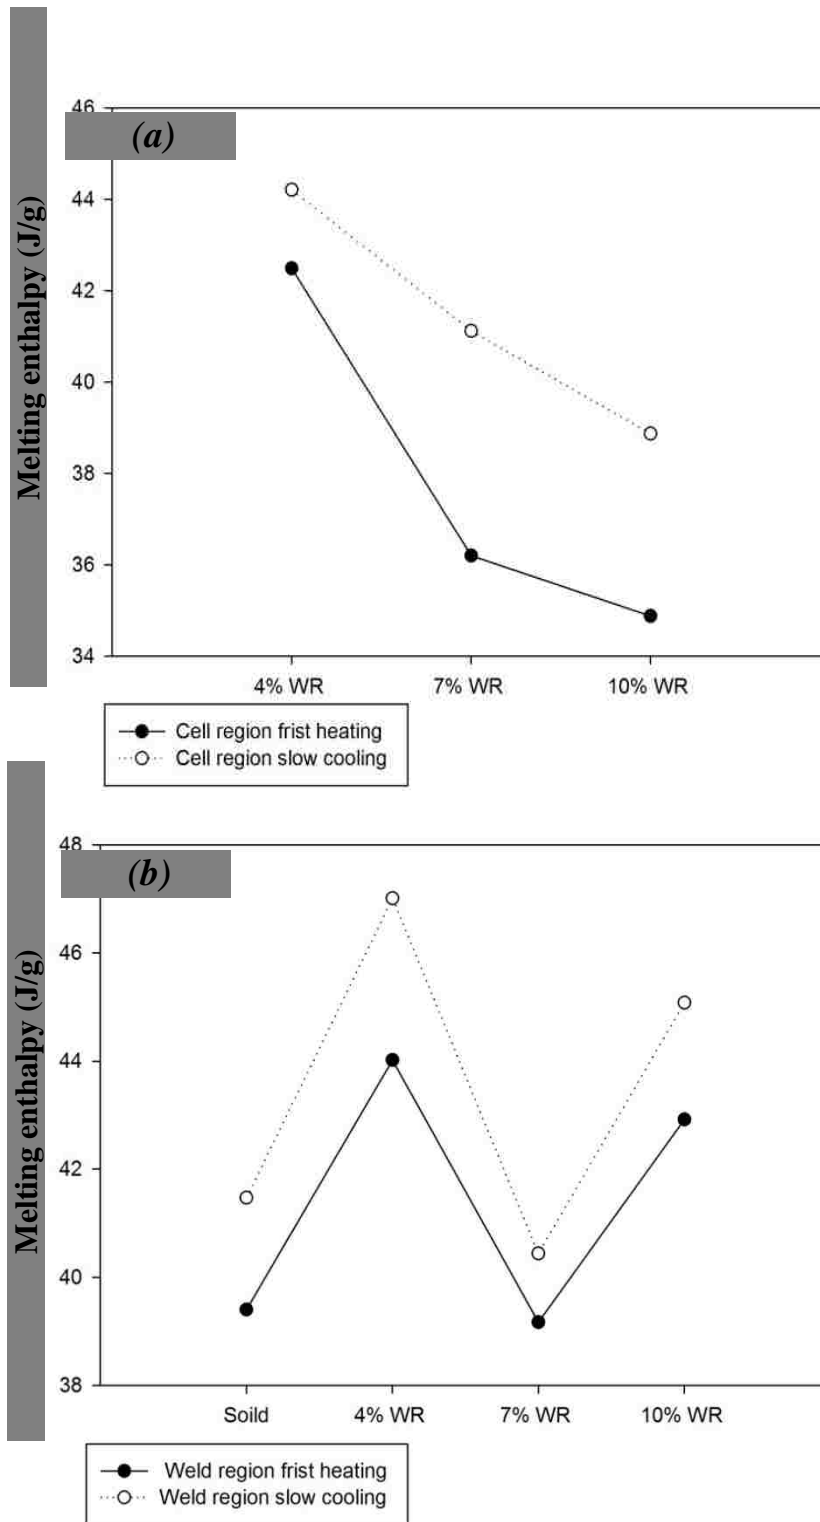 46
(a)
44
42
40
38
36
34
Melting enthalpy (J/g)
4% WR 7% WR 10% WR
Cell region frist heating
Cell region slow cooling
48
(b)
46
44
42
40
38
Melting enthalpy (J/g)
Soild 4% WR 7% WR 10% WR
Weld region frist heating
Weld region slow cooling